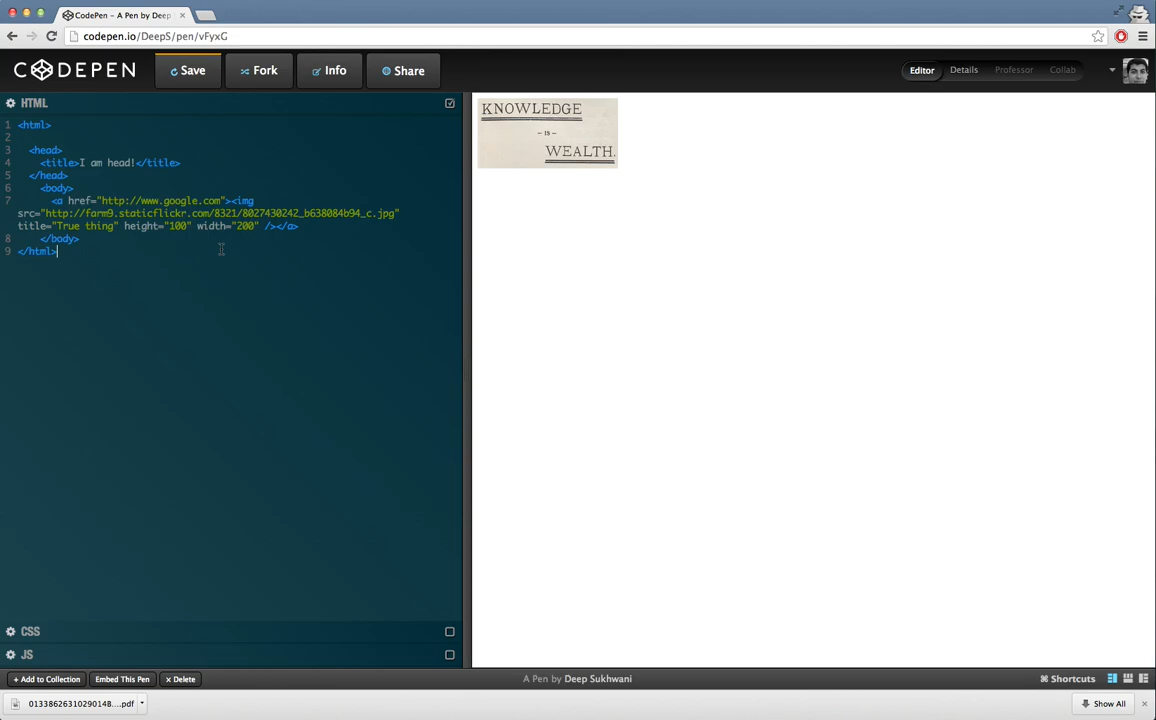 CodePen - A Pen by Deep
codepen.io/DeepS/pen/vFyxG
CODEPEN
Save
Fork
Info
Share
Editor
Details
Professor
Collab
HTML
1 <html>
2
3 <head>
4 <title>I am head!</title>
5 </head>
6 <body>
7 <a href="http://www.google.com"><img
src="http://farm9.staticflickr.com/8321/8027430242_b638084b94_c.jpg"
title="True thing" height="100" width="200" /></a>
8 </body>
9 </html>
KNOWLEDGE
– IS –
WEALTH.
CSS
JS
+ Add to Collection
Embed This Pen
× Delete
A Pen by Deep Sukhwani
⌘ Shortcuts
0133862631029014B....pdf
Show All